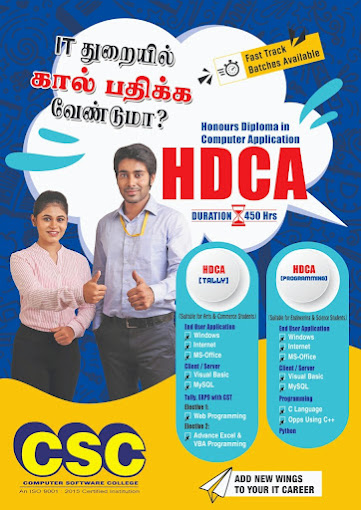 IT துறையில்
கால் பதிக்க
வேண்டுமா?
Fast Track
Batches Available
Honours Diploma in
Computer Application
HDCA
DURATION 450 Hrs
HDCA
[TALLY]
(Suitable for Arts & Commerce Students)
End User Application
Windows
Internet
MS-Office
Client / Server
Visual Basic
MySQL
Tally. ERP9 with GST
Elective 1:
Web Programming
Elective 2:
Advance Excel &
VBA Programming
HDCA
[PROGRAMMING]
(Suitable for Engineering & Science Students)
End User Application
Windows
Internet
MS-Office
Client / Server
Visual Basic
MySQL
Programming
C Language
Opps Using C++
Python
CSC
COMPUTER SOFTWARE COLLEGE
An ISO 9001 : 2015 Certified Institution
ADD NEW WINGS
TO YOUR IT CAREER